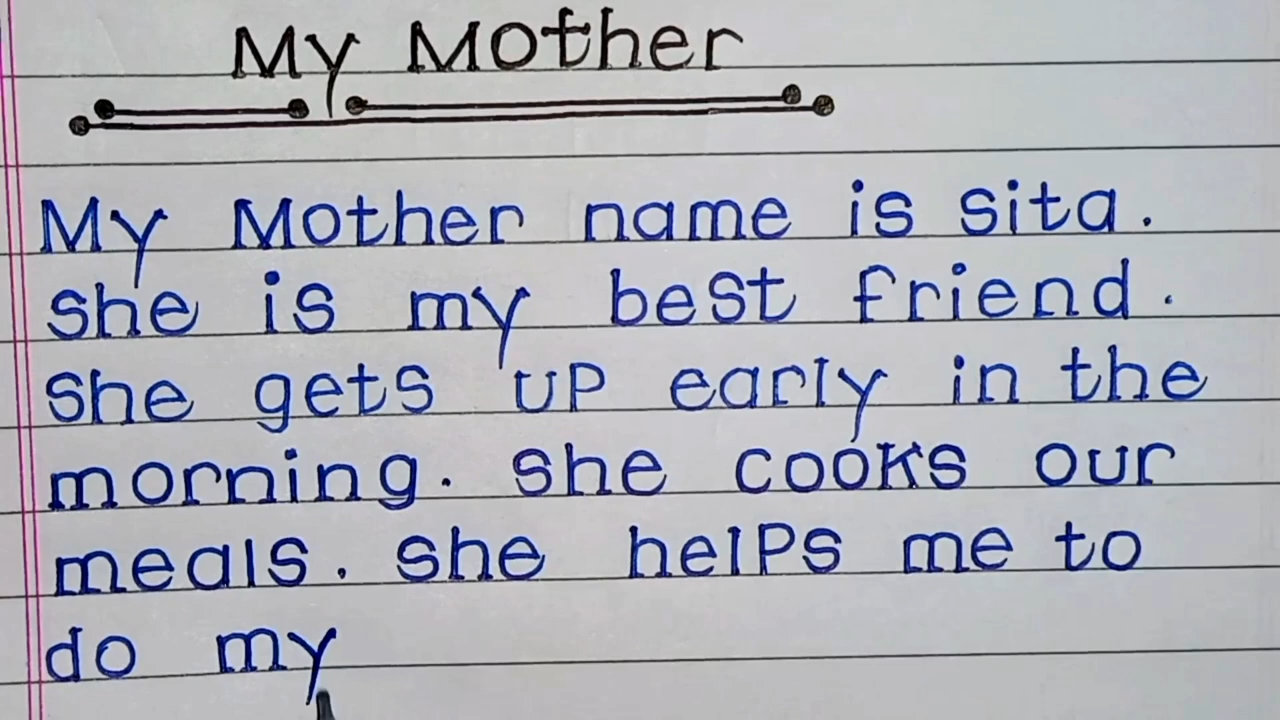 My Mother
My Mother name is sita.
she is my best friend.
she gets up early in the
morning. she cooks our
meals. she helps me to
do my